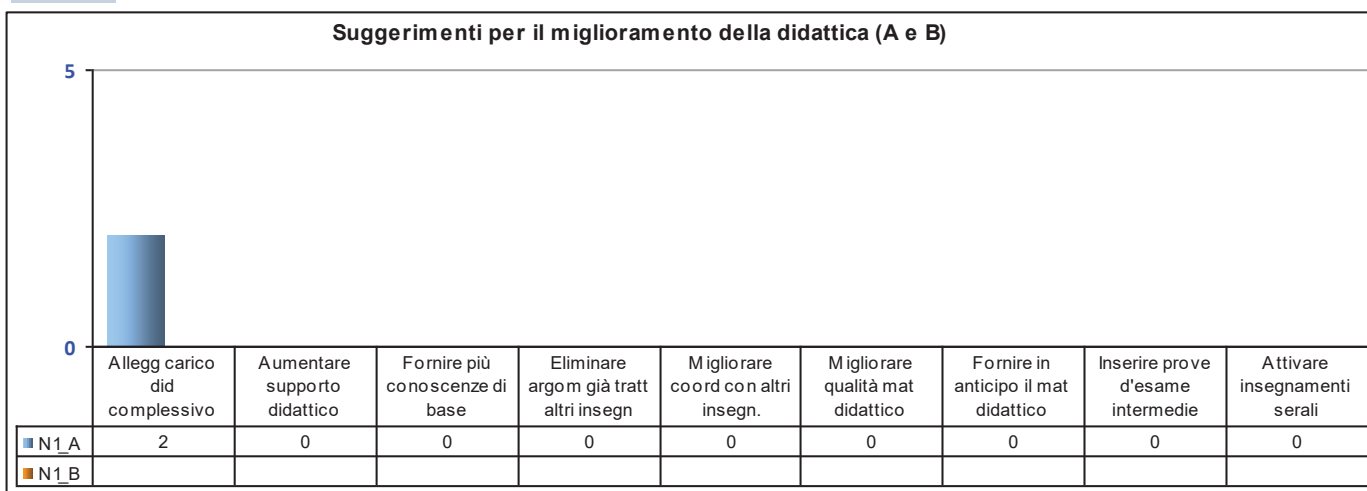 Suggerimenti per il miglioramento della didattica (A e B)
5
0
Allegg carico
did
complessivo
Aumentare
supporto
didattico
Fornire più
conoscenze di
base
Eliminare
argom già tratt
altri insegn
Migliorare
coord con altri
insegn.
Migliorare
qualità mat
didattico
Fornire in
anticipo il mat
didattico
Inserire prove
d'esame
intermedie
Attivare
insegnamenti
serali
N1_A 2 0 0 0 0 0 0 0 0
N1_B